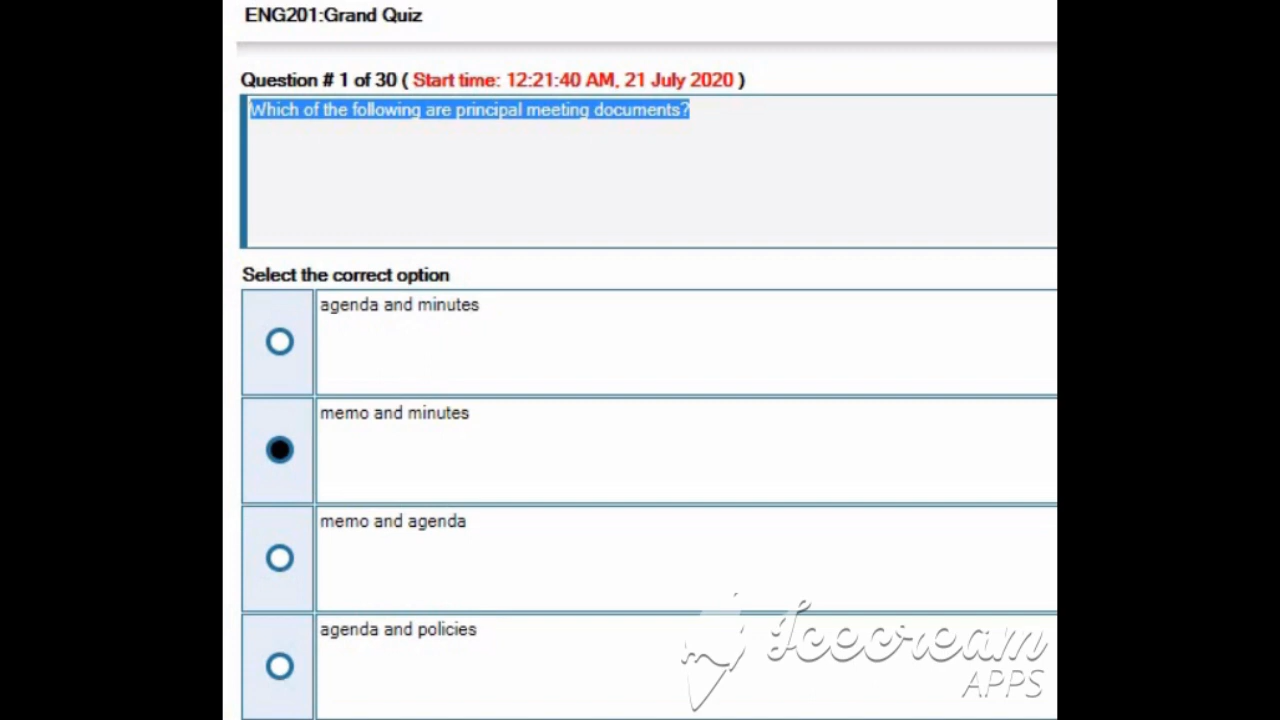 ENG201:Grand Quiz
Question # 1 of 30 ( Start time: 12:21:40 AM, 21 July 2020 )
Which of the following are principal meeting documents?
Select the correct option
agenda and minutes
memo and minutes
memo and agenda
agenda and policies
Icecream
APPS